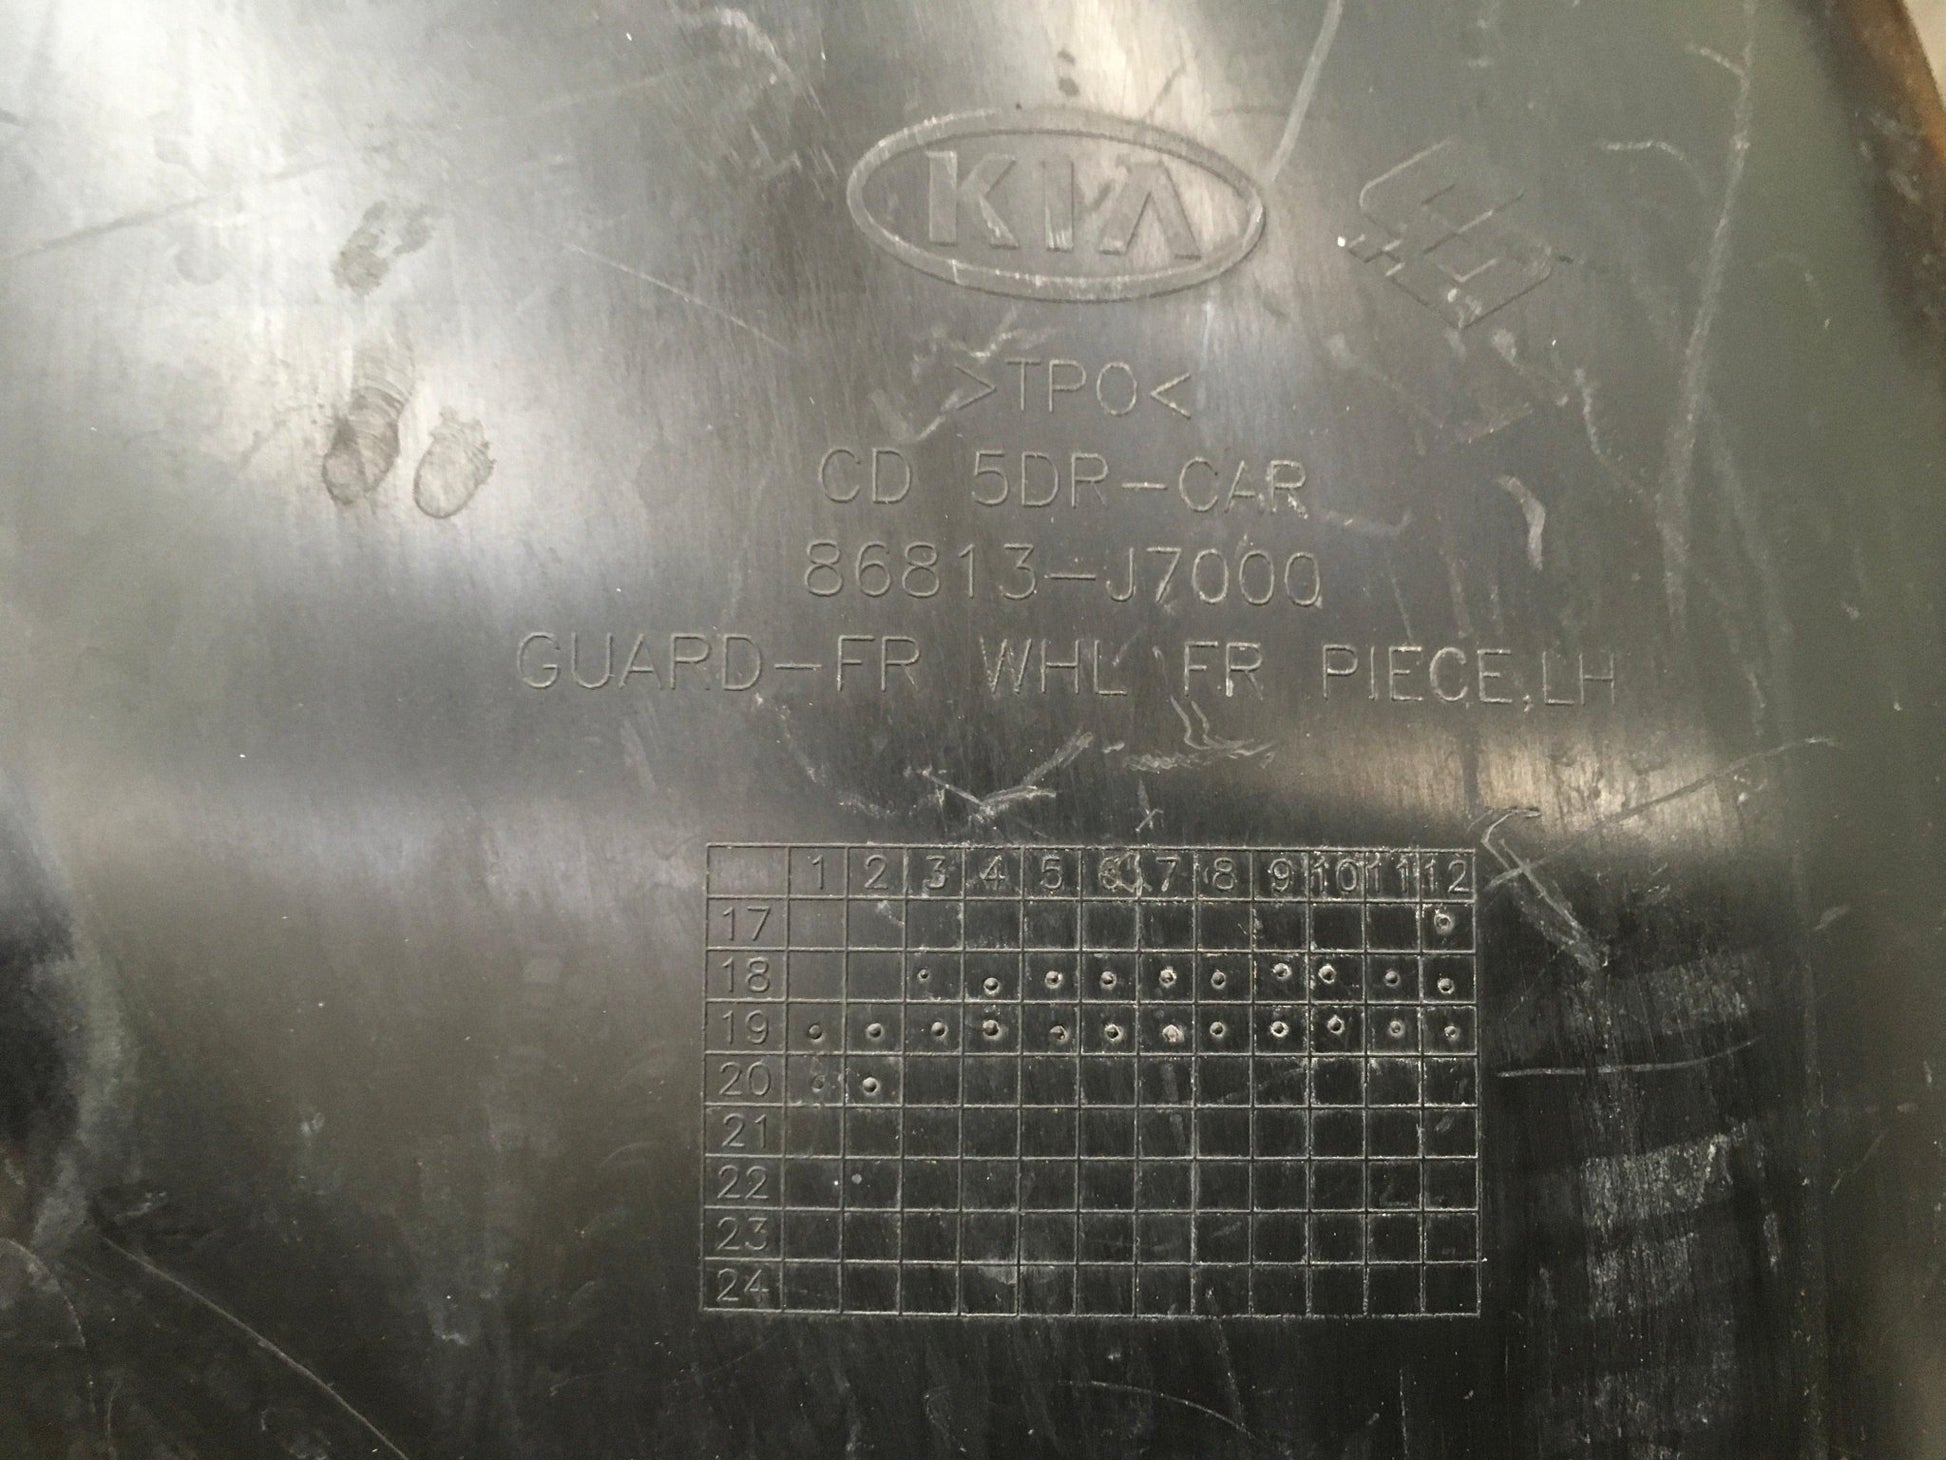 KIA
>TPO<
CD 5DR-CAR
86813-J7000
GUARD-FR WHL FR PIECE,LH
1 2 3 4 5 6 7 8 9 10 11 12
17
18
19
20
21
22
23
24